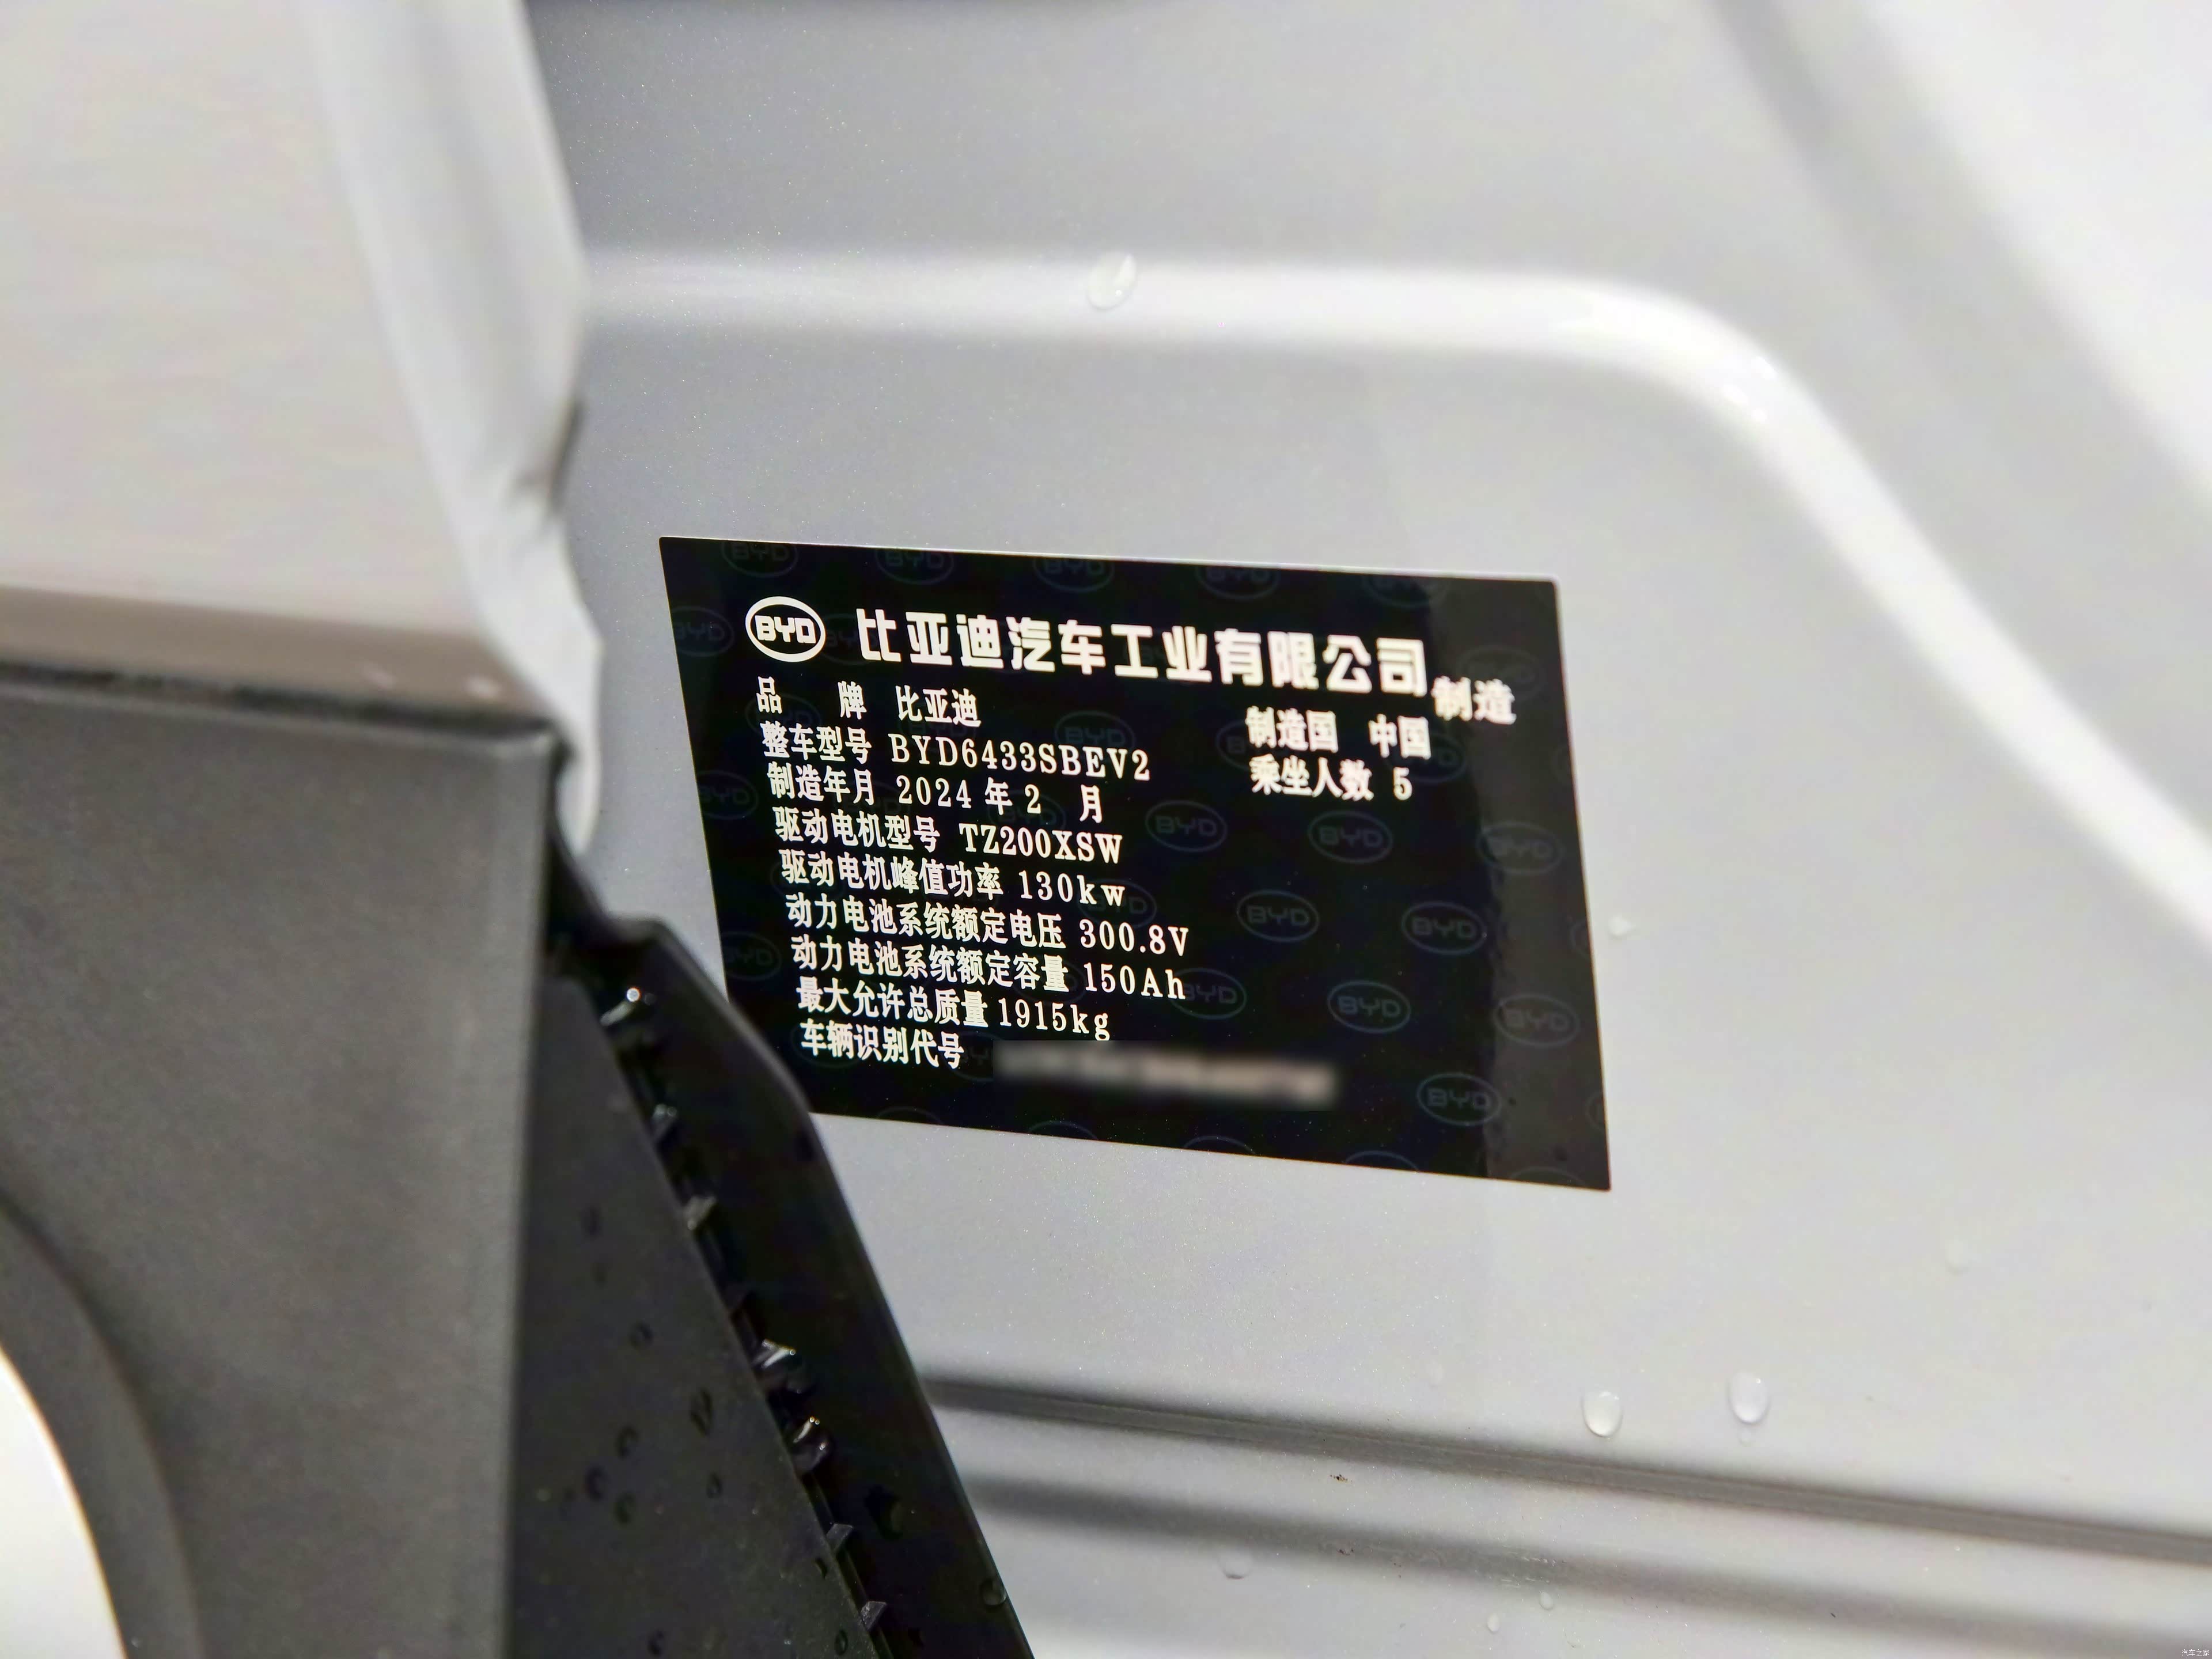 BYD 比亚迪汽车工业有限公司 制造
品 牌 比亚迪 制造国 中国
整车型号 BYD6433SBEV2 乘坐人数 5
制造年月 2024 年 2 月
驱动电机型号 TZ200XSW
驱动电机峰值功率 130kw
动力电池系统额定电压 300.8V
动力电池系统额定容量 150Ah
最大允许总质量 1915kg
车辆识别代号
汽车之家